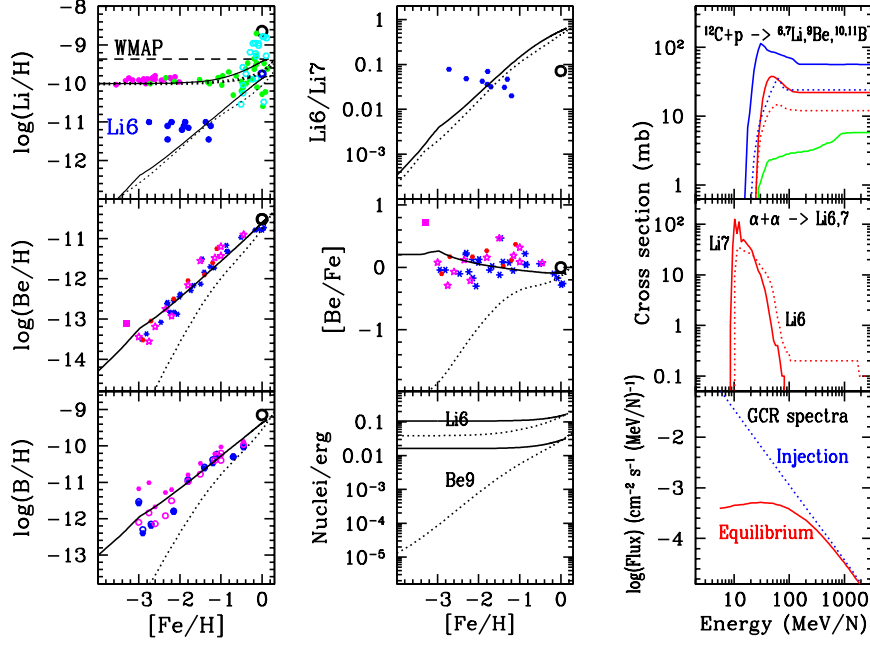 log(Li/H)
-8
-9
-10
-11
-12
WMAP
Li6
log(Be/H)
-11
-12
-13
-14
log(B/H)
-9
-10
-11
-12
-13
-3 -2 -1 0
[Fe/H]
Li6/Li7
1
0.1
0.01
10⁻³
[Be/Fe]
1
0
-1
Nuclei/erg
0.1
0.01
10⁻³
10⁻⁴
10⁻⁵
Li6
Be9
-3 -2 -1 0
[Fe/H]
Cross section (mb)
¹²C+p -> ⁶,⁷Li,⁹Be,¹⁰,¹¹B
100
10
1
α+α -> Li6,7
10²
10
1
0.1
Li7
Li6
log(Flux) (cm⁻² s⁻¹ (MeV/N)⁻¹)
-2
-3
-4
GCR spectra
Injection
Equilibrium
10 100 1000
Energy (MeV/N)